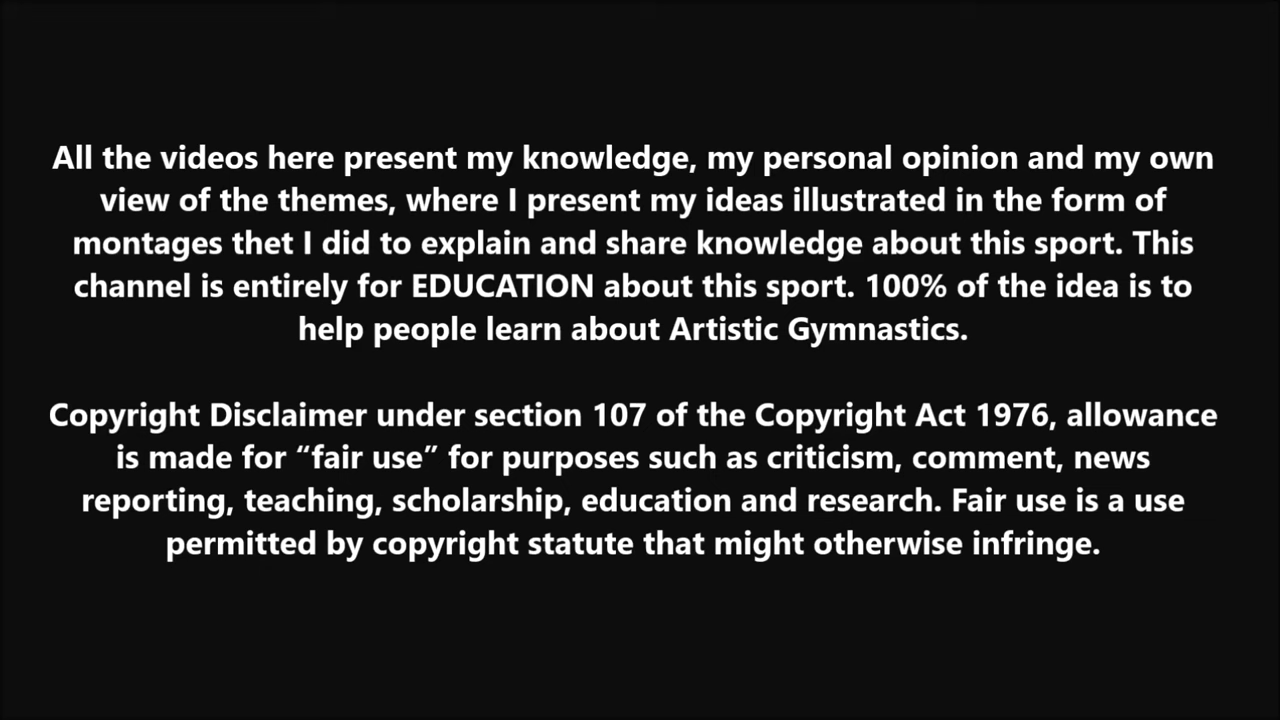 All the videos here present my knowledge, my personal opinion and my own
view of the themes, where I present my ideas illustrated in the form of
montages thet I did to explain and share knowledge about this sport. This
channel is entirely for EDUCATION about this sport. 100% of the idea is to
help people learn about Artistic Gymnastics.
Copyright Disclaimer under section 107 of the Copyright Act 1976, allowance
is made for “fair use” for purposes such as criticism, comment, news
reporting, teaching, scholarship, education and research. Fair use is a use
permitted by copyright statute that might otherwise infringe.